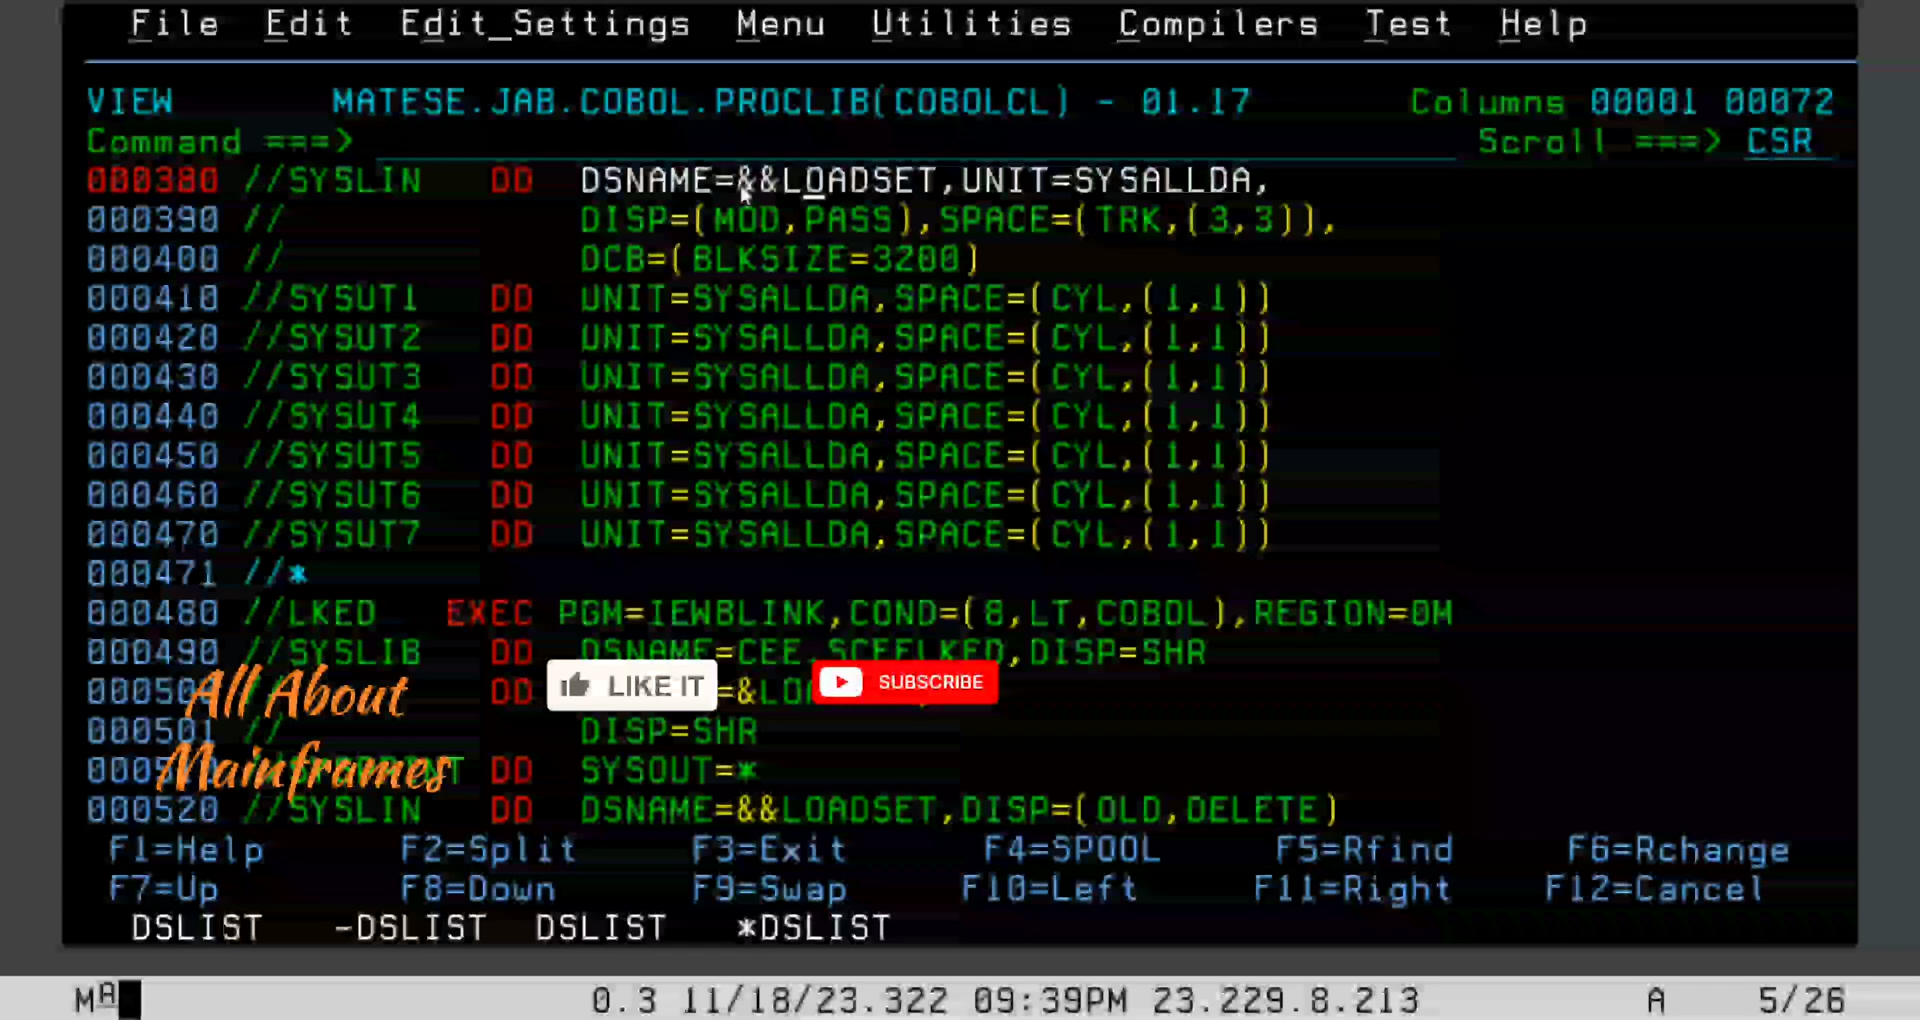 File Edit Edit_Settings Menu Utilities Compilers Test Help
VIEW MATESE.JAB.COBOL.PROCLIB(COBOLCL) - 01.17 Columns 00001 00072
Command ===> Scroll ===> CSR
000380 //SYSLIN DD DSNAME=&&LOADSET,UNIT=SYSALLDA,
000390 // DISP=(MOD,PASS),SPACE=(TRK,(3,3)),
000400 // DCB=(BLKSIZE=3200)
000410 //SYSUT1 DD UNIT=SYSALLDA,SPACE=(CYL,(1,1))
000420 //SYSUT2 DD UNIT=SYSALLDA,SPACE=(CYL,(1,1))
000430 //SYSUT3 DD UNIT=SYSALLDA,SPACE=(CYL,(1,1))
000440 //SYSUT4 DD UNIT=SYSALLDA,SPACE=(CYL,(1,1))
000450 //SYSUT5 DD UNIT=SYSALLDA,SPACE=(CYL,(1,1))
000460 //SYSUT6 DD UNIT=SYSALLDA,SPACE=(CYL,(1,1))
000470 //SYSUT7 DD UNIT=SYSALLDA,SPACE=(CYL,(1,1))
000471 //*
000480 //LKED EXEC PGM=IEWBLINK,COND=(8,LT,COBOL),REGION=0M
000490 //SYSLIB DD DSNAME=CEE.SCEELKED,DISP=SHR
All About
DD
LIKE IT
SUBSCRIBE
000501 // DISP=SHR
Mainframes
DD SYSOUT=*
000520 //SYSLIN DD DSNAME=&&LOADSET,DISP=(OLD,DELETE)
F1=Help F2=Split F3=Exit F4=SPOOL F5=Rfind F6=Rchange
F7=Up F8=Down F9=Swap F10=Left F11=Right F12=Cancel
DSLIST -DSLIST DSLIST *DSLIST
MA 0.3 11/18/23.322 09:39PM 23.229.8.213 A 5/26